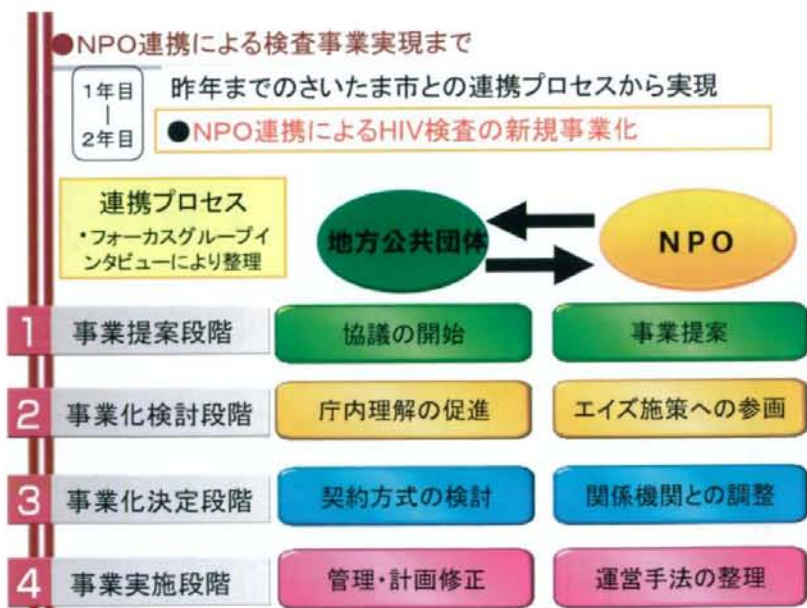 ●NPO連携による検査事業実現まで
1年目
|
2年目
昨年までのさいたま市との連携プロセスから実現
●NPO連携によるHIV検査の新規事業化
連携プロセス
・フォーカスグループイ
ンタビューにより整理
地方公共団体
NPO
1 事業提案段階 協議の開始 事業提案
2 事業化検討段階 庁内理解の促進 エイズ施策への参画
3 事業化決定段階 契約方式の検討 関係機関との調整
4 事業実施段階 管理・計画修正 運営手法の整理